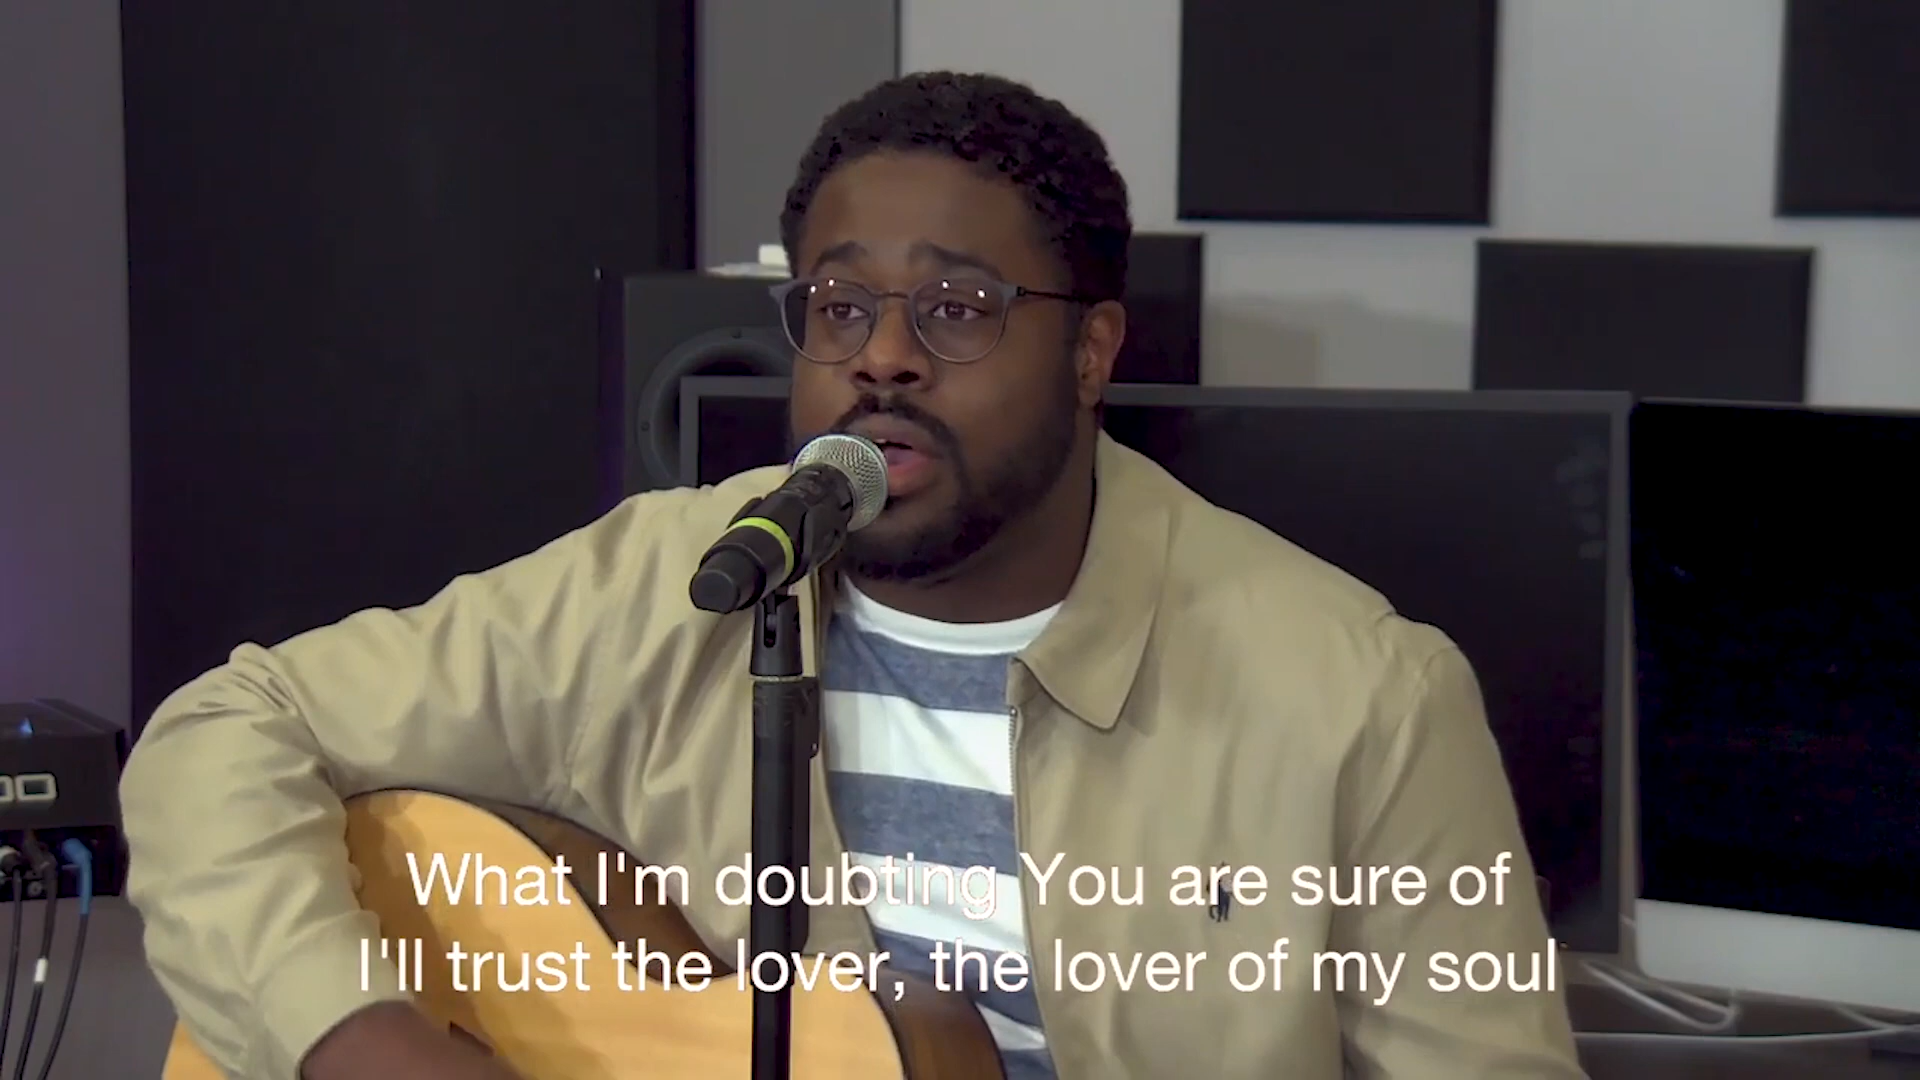 What I'm doubting You are sure of
I'll trust the lover, the lover of my soul